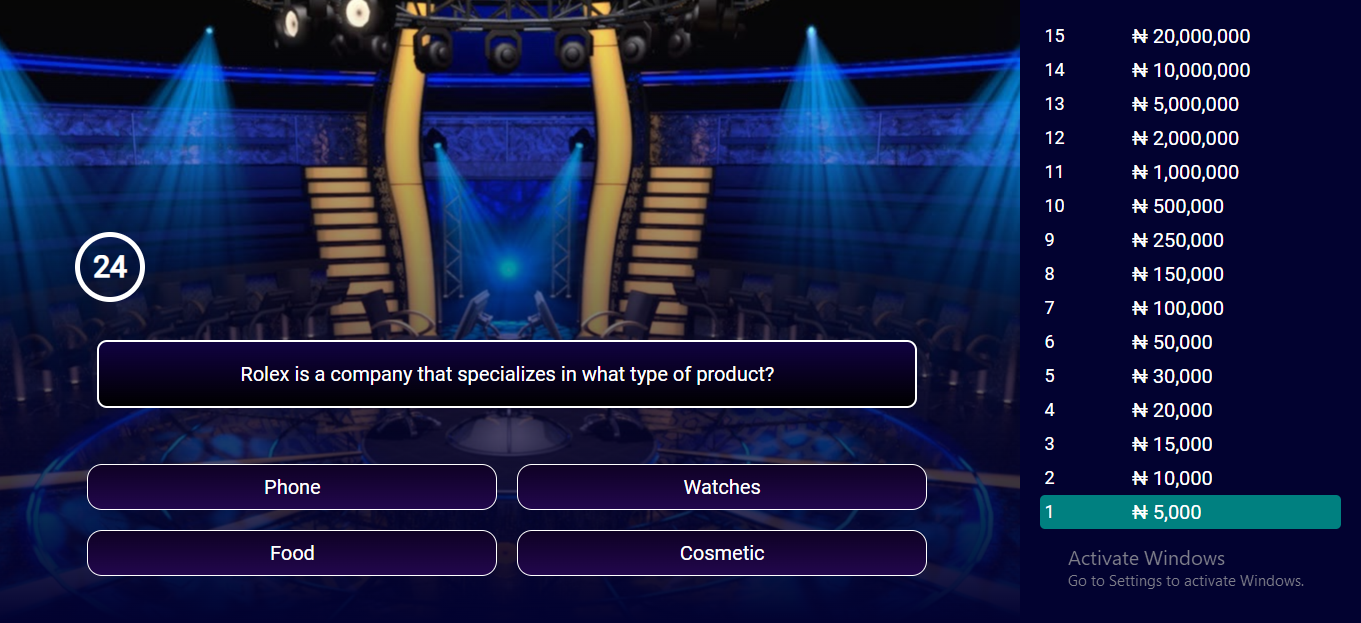 24
Rolex is a company that specializes in what type of product?
Phone
Watches
Food
Cosmetic
15 ₦ 20,000,000
14 ₦ 10,000,000
13 ₦ 5,000,000
12 ₦ 2,000,000
11 ₦ 1,000,000
10 ₦ 500,000
9 ₦ 250,000
8 ₦ 150,000
7 ₦ 100,000
6 ₦ 50,000
5 ₦ 30,000
4 ₦ 20,000
3 ₦ 15,000
2 ₦ 10,000
1 ₦ 5,000
Activate Windows
Go to Settings to activate Windows.